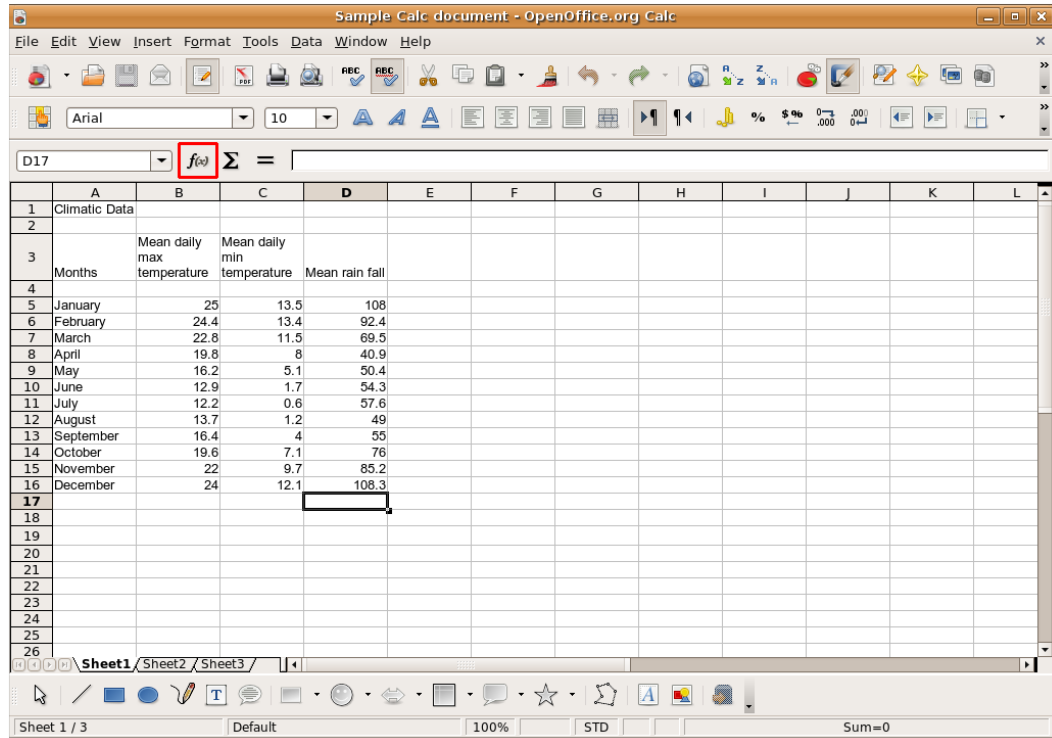 Sample Calc document - OpenOffice.org Calc
File Edit View Insert Format Tools Data Window Help
PDF ABC ABC A Z Z A
Arial 10 A A A % $% 0 .000 .000 0
D17 f(x) Σ =
A B C D E F G H I J K L
1 Climatic Data
2
3 Months Mean daily max temperature Mean daily min temperature Mean rain fall
4
5 January 25 13.5 108
6 February 24.4 13.4 92.4
7 March 22.8 11.5 69.5
8 April 19.8 8 40.9
9 May 16.2 5.1 50.4
10 June 12.9 1.7 54.3
11 July 12.2 0.6 57.6
12 August 13.7 1.2 49
13 September 16.4 4 55
14 October 19.6 7.1 76
15 November 22 9.7 85.2
16 December 24 12.1 108.3
17
18
19
20
21
22
23
24
25
26
Sheet1 Sheet2 Sheet3
T A
Sheet 1 / 3 Default 100% STD Sum=0